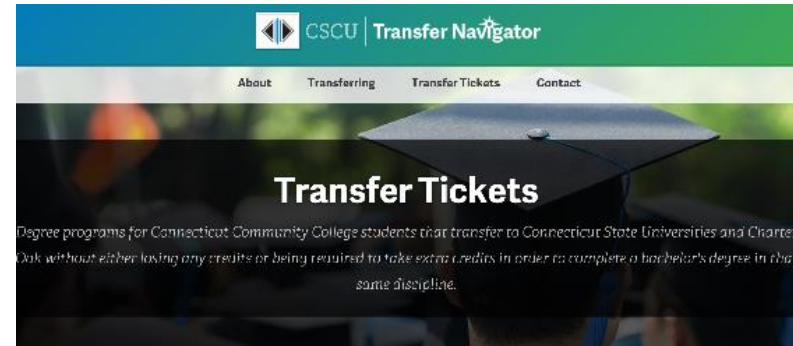 CSCU | Transfer Navigator
About Transferring Transfer Tickets Contact
Transfer Tickets
Degree programs for Connecticut Community College students that transfer to Connecticut State Universities and Charte
Oak without either losing any credits or being required to take extra credits in order to complete a bachelor's degree in tha
same discipline.